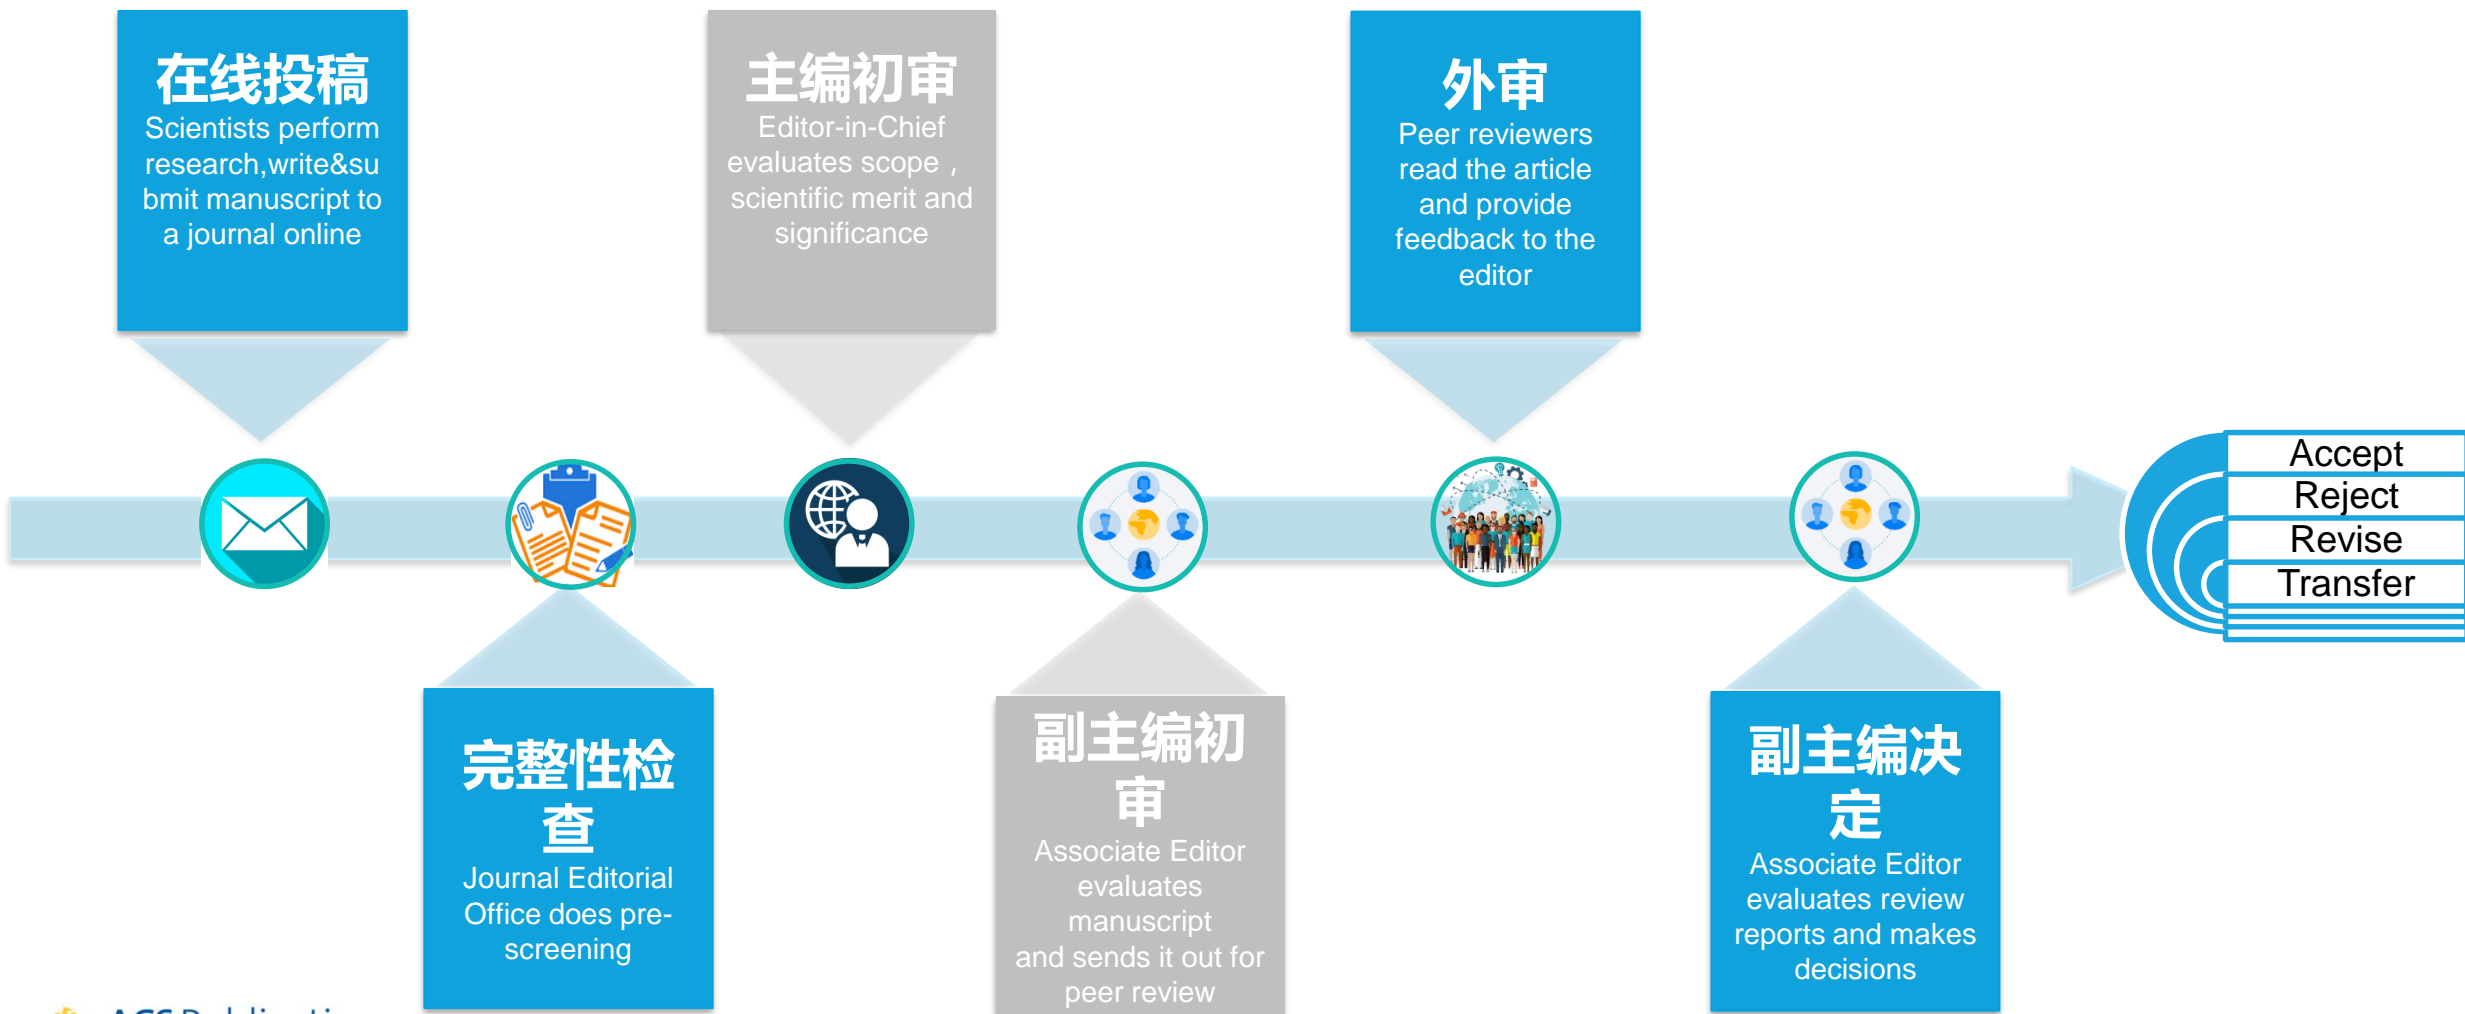 在线投稿
Scientists perform
research,write&su
bmit manuscript to
a journal online
主编初审
Editor-in-Chief
evaluates scope，
scientific merit and
significance
外审
Peer reviewers
read the article
and provide
feedback to the
editor
Accept
Reject
Revise
Transfer
完整性检
查
Journal Editorial
Office does pre-
screening
副主编初
审
Associate Editor
evaluates
manuscript
and sends it out for
peer review
副主编决
定
Associate Editor
evaluates review
reports and makes
decisions
ACS